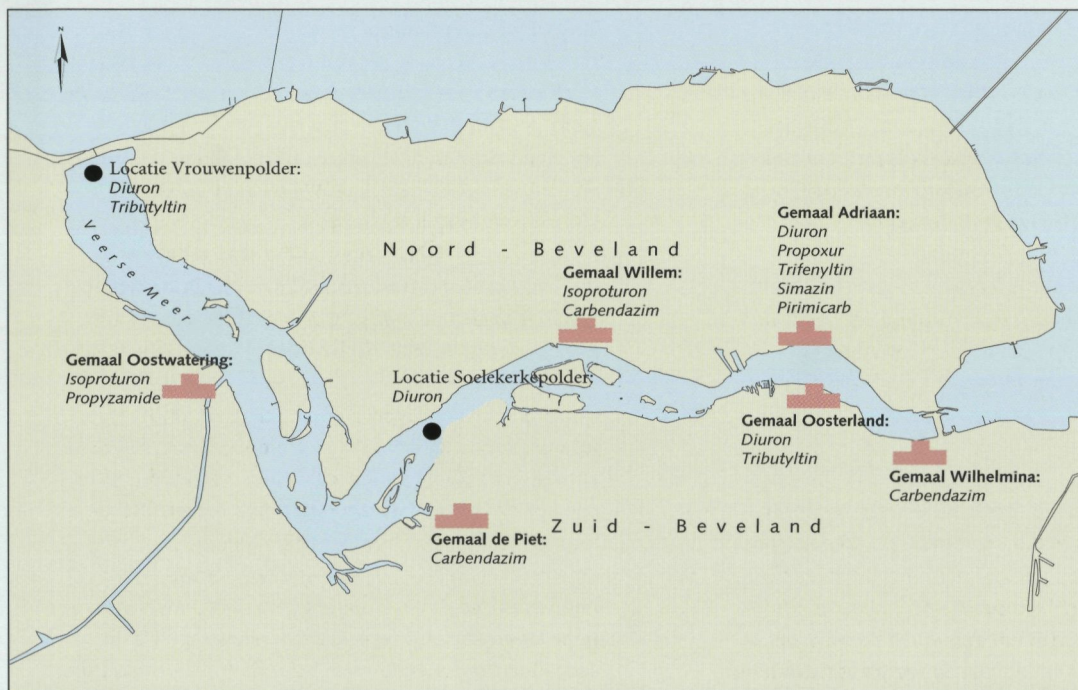 N
Locatie Vrouwenpolder:
Diuron
Tributyltin
Veerse Meer
Noord - Beveland
Gemaal Adriaan:
Diuron
Propoxur
Trifenyltin
Simazin
Pirimicarb
Gemaal Willem:
Isoproturon
Carbendazim
Gemaal Oostwatering:
Isoproturon
Propyzamide
Locatie Soelekerkepolder:
Diuron
Gemaal Oosterland:
Diuron
Tributyltin
Gemaal Wilhelmina:
Carbendazim
Zuid - Beveland
Gemaal de Piet:
Carbendazim